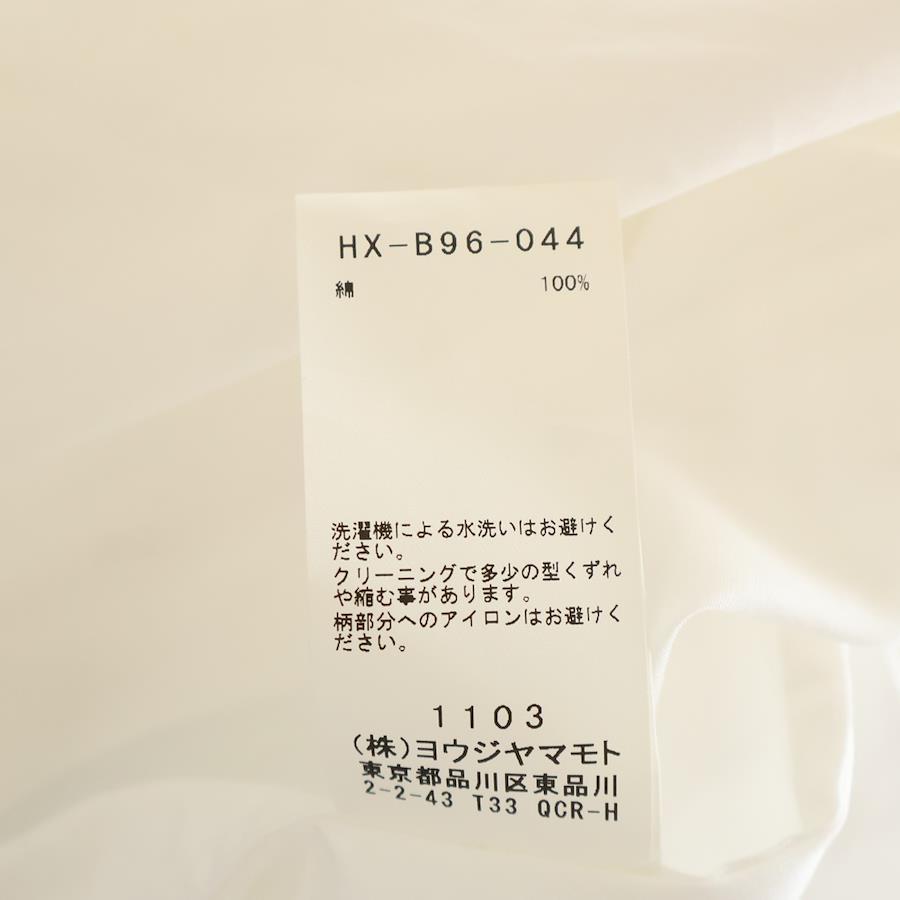 HX-B96-044
綿 100%
洗濯機による水洗いはお避けく
ださい。
クリーニングで多少の型くずれ
や縮む事があります。
柄部分へのアイロンはお避けく
ださい。
1103
(株)ヨウジヤマモト
東京都品川区東品川
2-2-43 T33 QCR-H